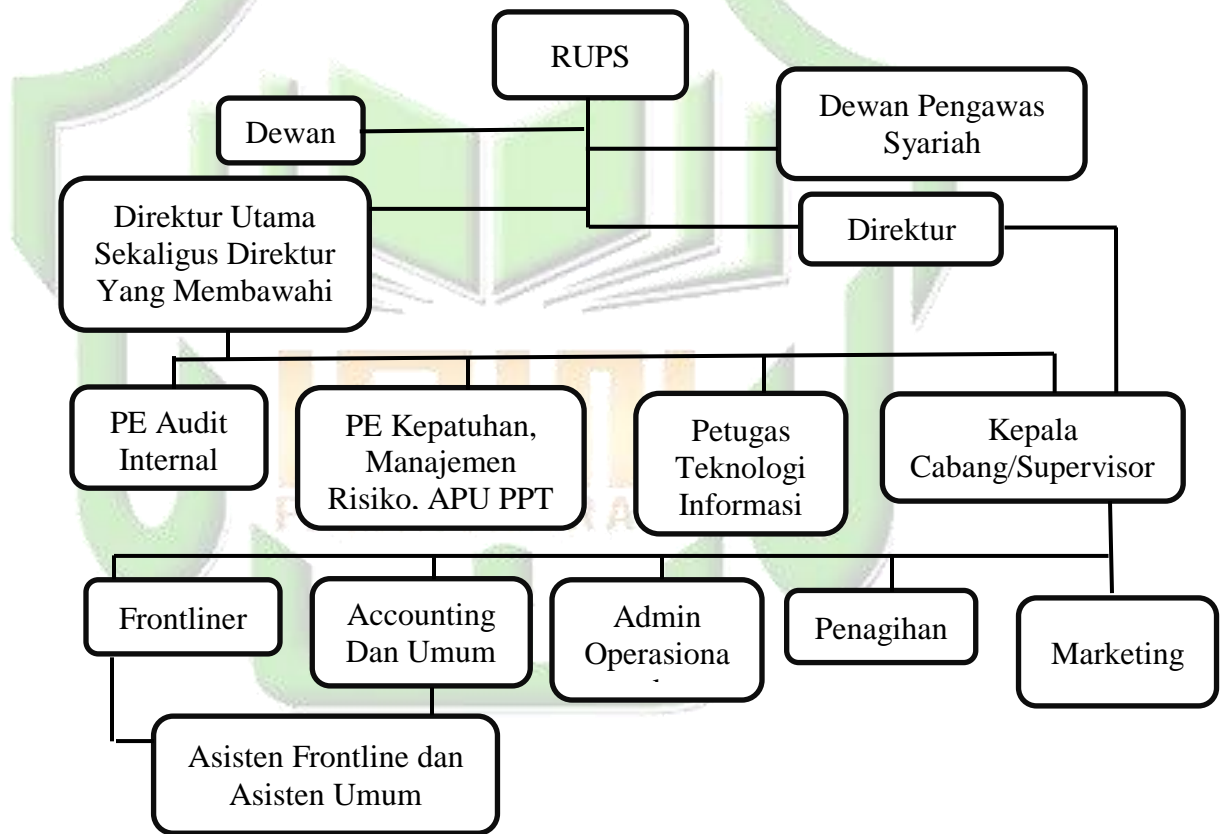 RUPS
Dewan
Dewan Pengawas
Syariah
Direktur Utama
Sekaligus Direktur
Yang Membawahi
Direktur
PE Audit
Internal
PE Kepatuhan,
Manajemen
Risiko. APU PPT
Petugas
Teknologi
Informasi
Kepala
Cabang/Supervisor
Frontliner
Accounting
Dan Umum
Admin
Operasiona
Penagihan
Marketing
Asisten Frontline dan
Asisten Umum